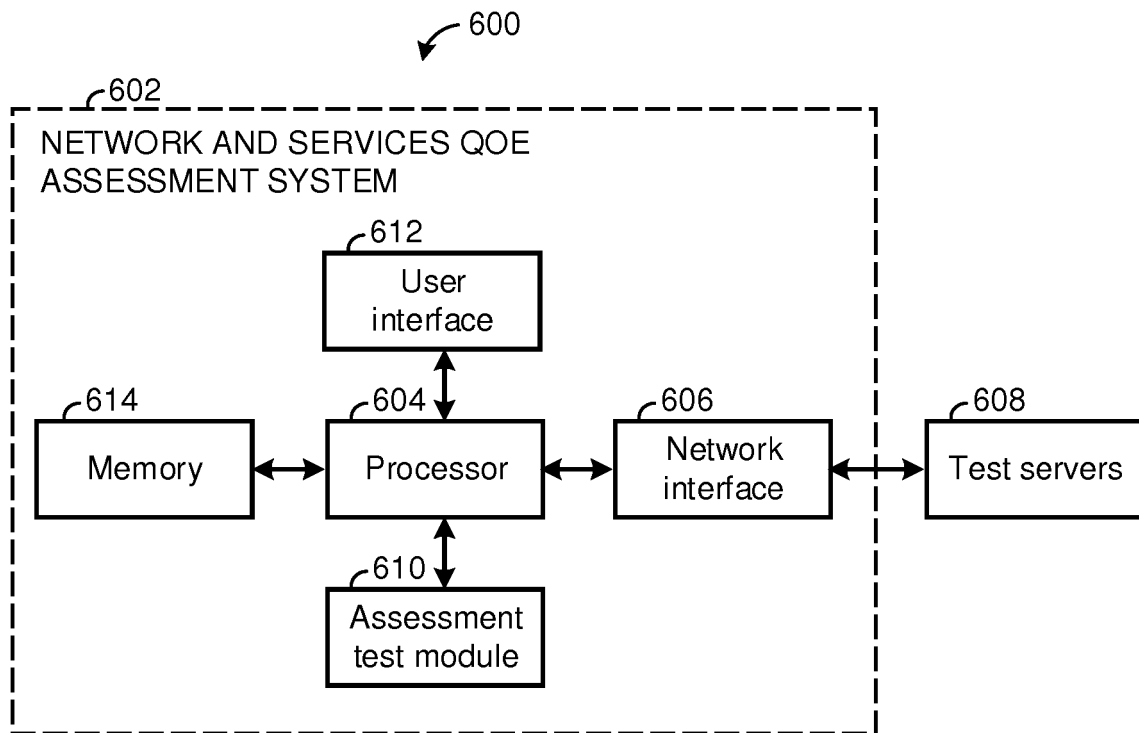 600
602
NETWORK AND SERVICES QOE
ASSESSMENT SYSTEM
612
User
interface
614
Memory
604
Processor
606
Network
interface
608
Test servers
610
Assessment
test module